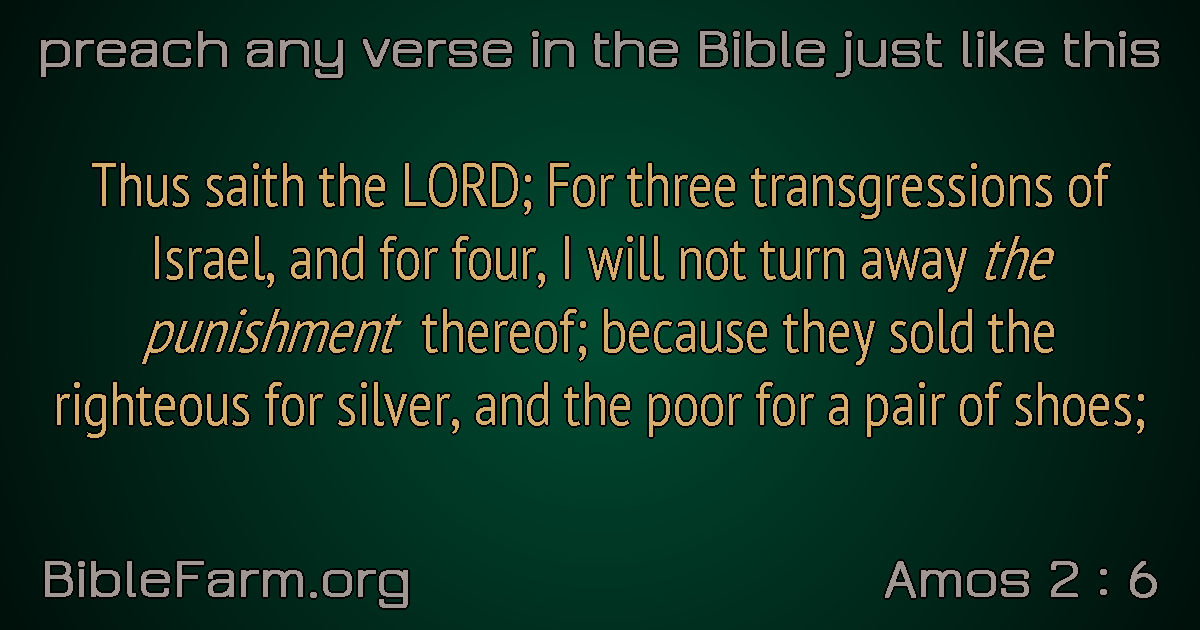 preach any verse in the Bible just like this
Thus saith the LORD; For three transgressions of
Israel, and for four, I will not turn away the
punishment thereof; because they sold the
righteous for silver, and the poor for a pair of shoes;
BibleFarm.org
Amos 2 : 6